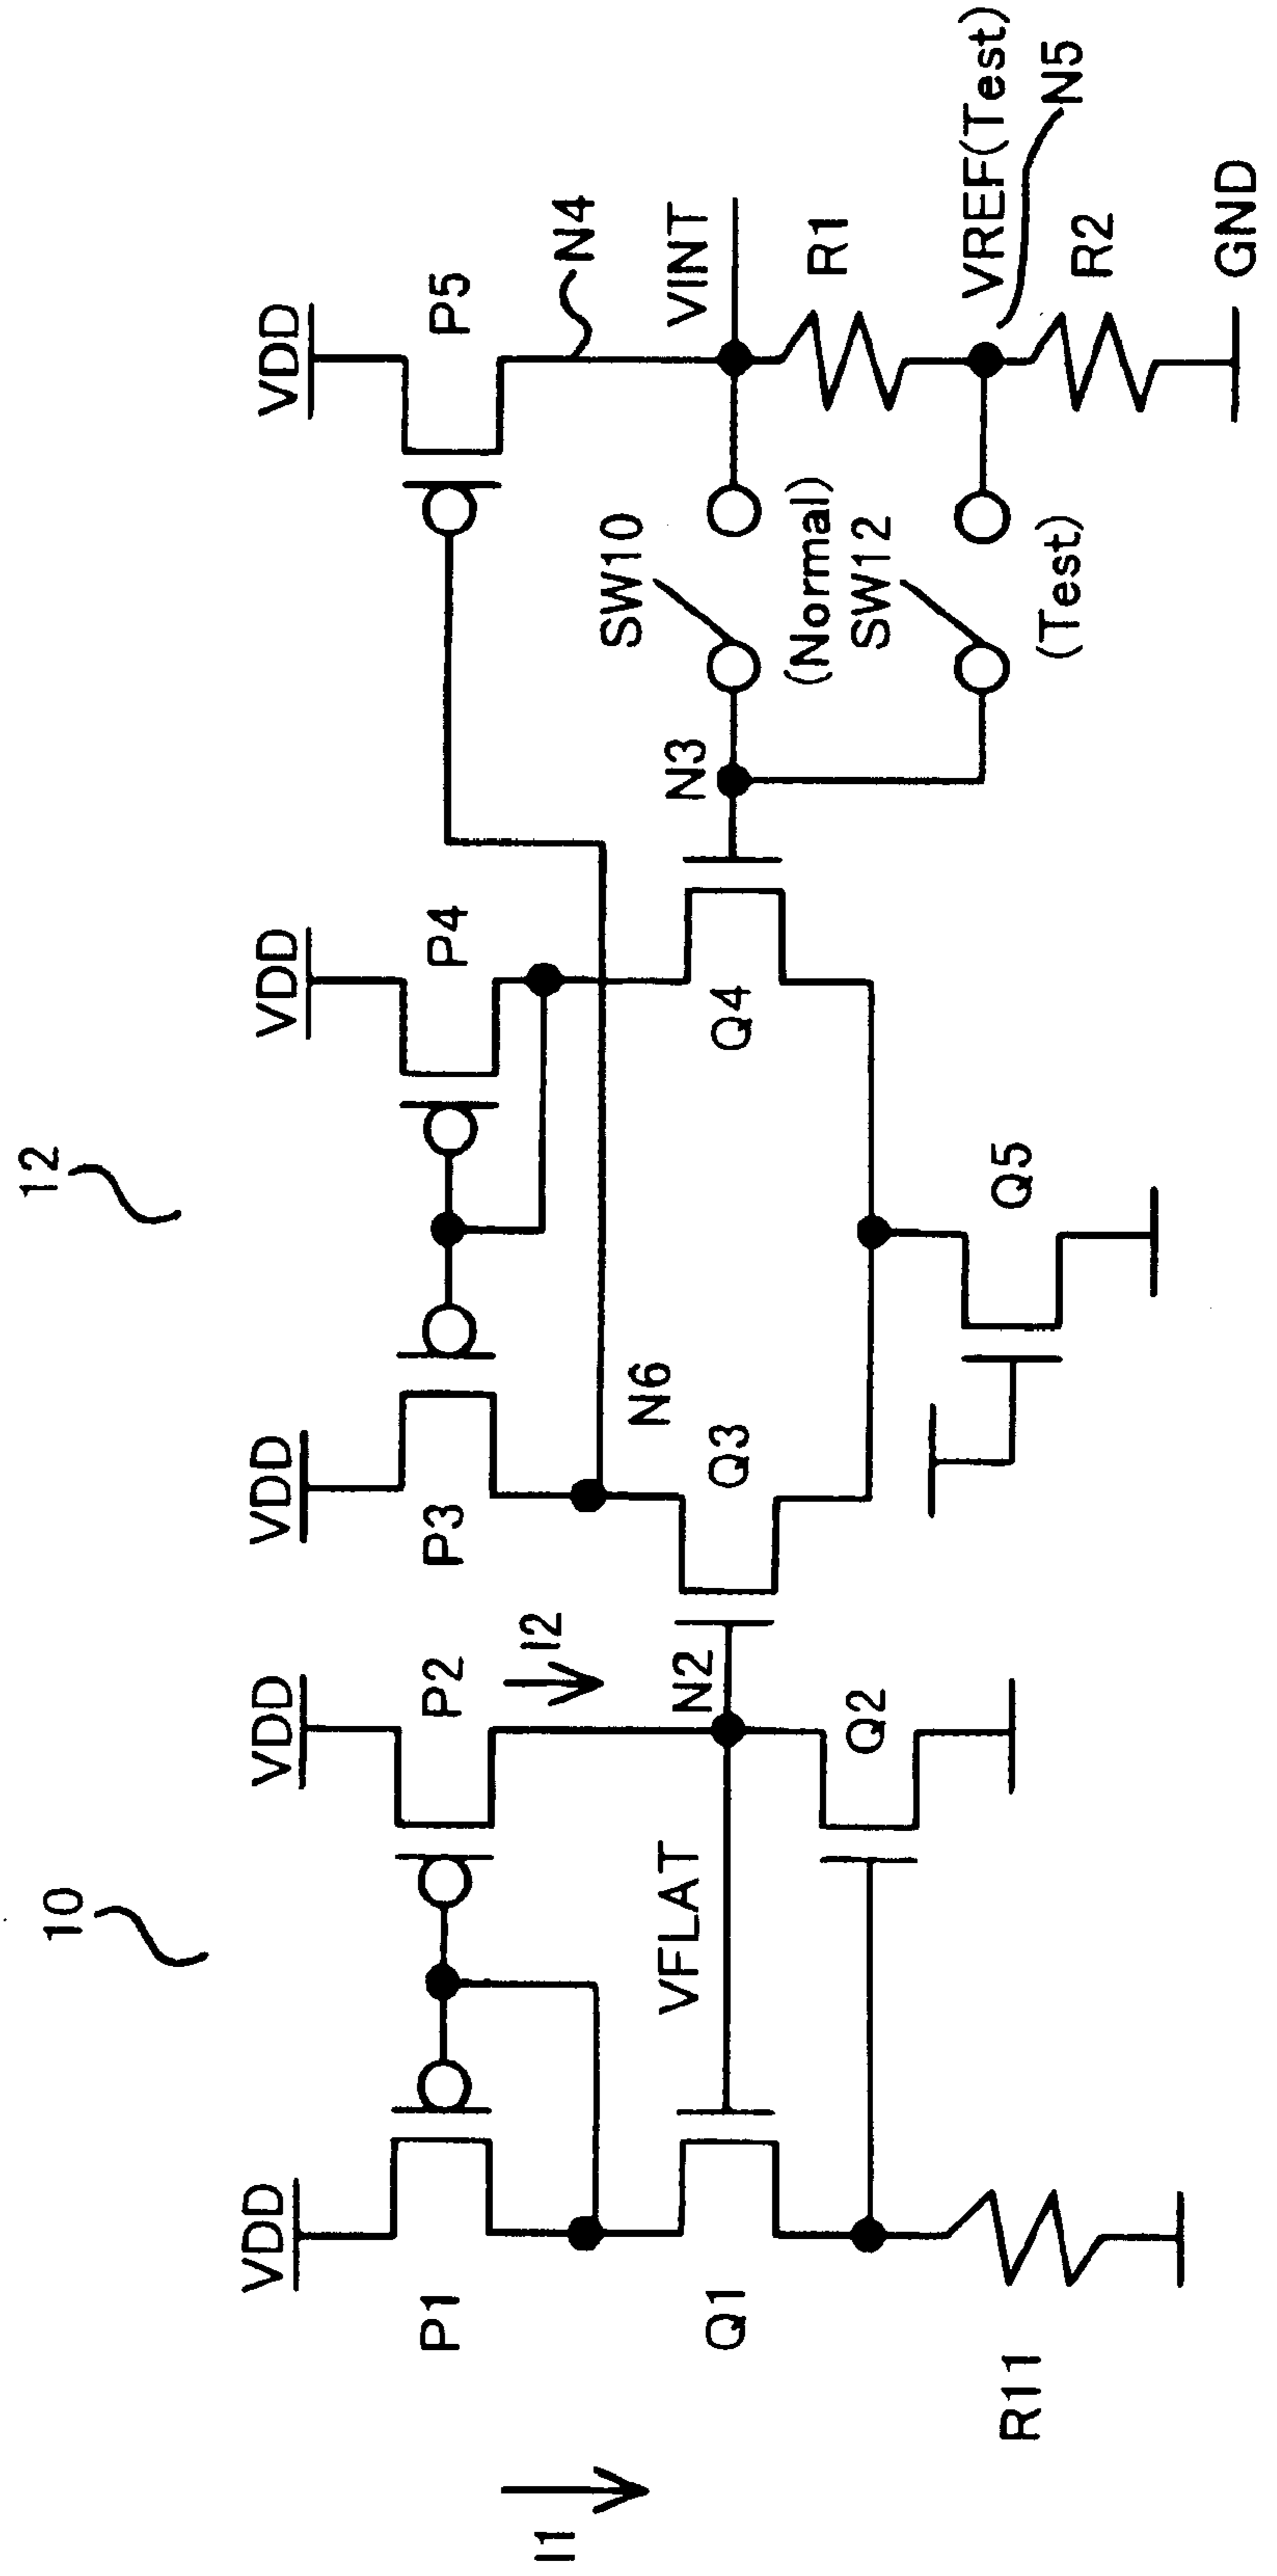 10
12
VDD
VDD
VDD
VDD
VDD
P1
P2
P3
P4
P5
I1
I2
N4
N6
VFLAT
N2
N3
VINT
SW10
(Normal)
Q1
Q2
Q3
Q4
R1
SW12
VREF(Test)
N5
(Test)
R11
Q5
R2
GND